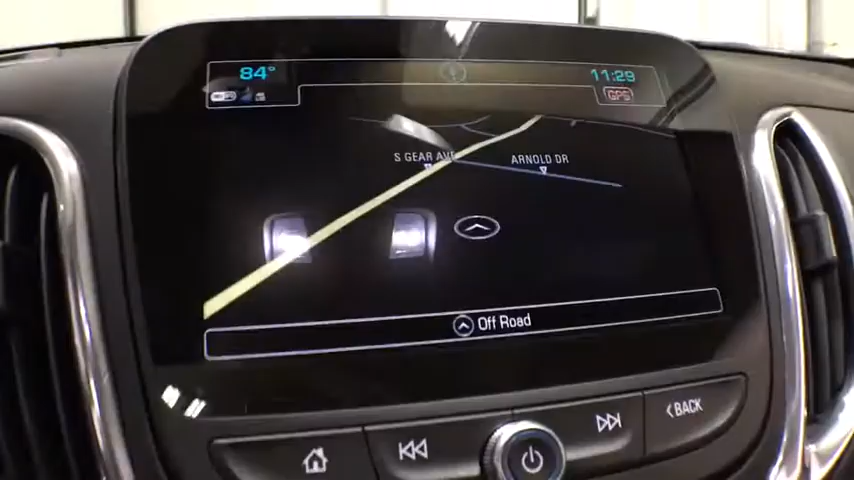 84°
11:29
GPS
S GEAR AVE
ARNOLD DR
Off Road
BACK